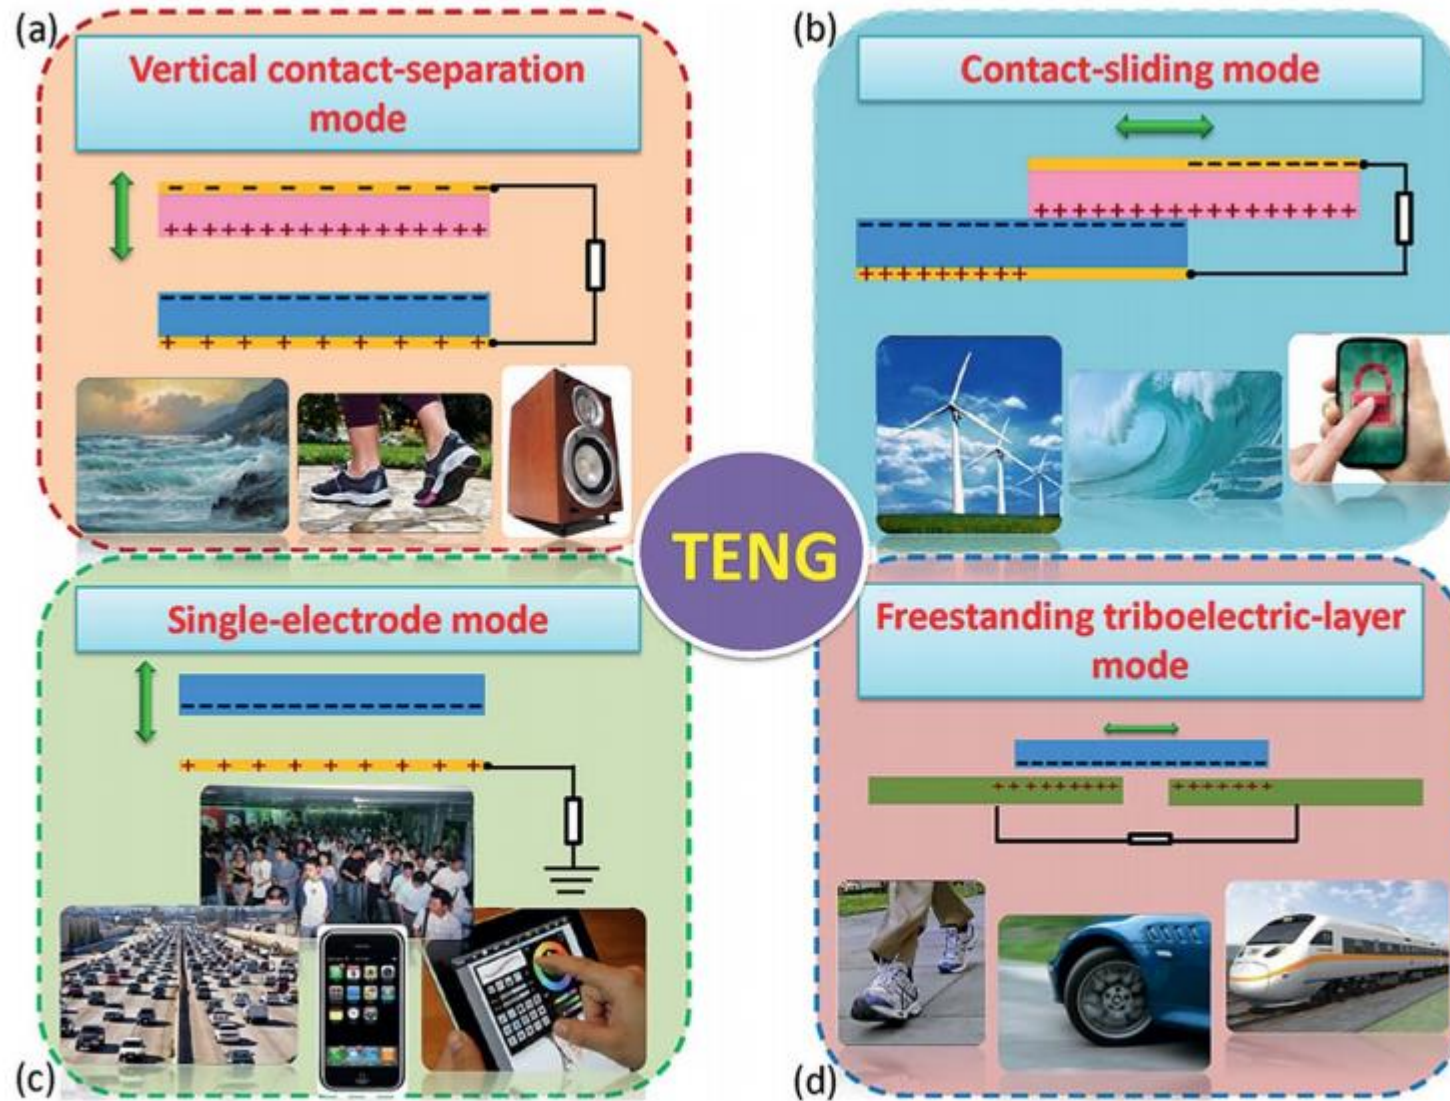 (a)
Vertical contact-separation
mode
(b)
Contact-sliding mode
TENG
Single-electrode mode
(c)
Freestanding triboelectric-layer
mode
(d)